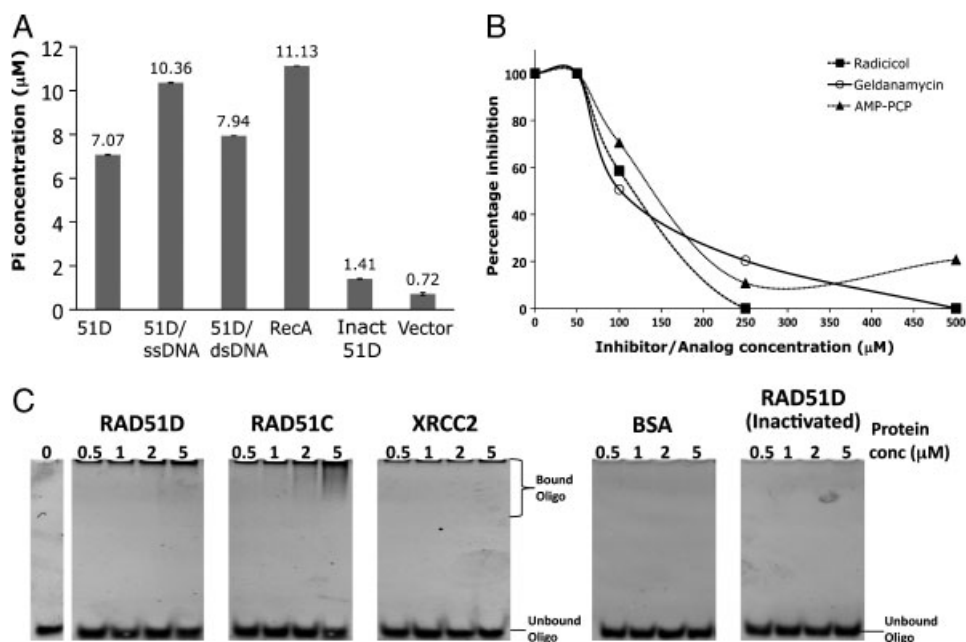 A
Pi concentration (μM)
12
10
8
6
4
2
0
7.07
10.36
7.94
11.13
1.41
0.72
51D
51D/
ssDNA
51D/
dsDNA
RecA
Inact
51D
Vector
B
Percentage inhibition
100
80
60
40
20
0
0
50
100
150
200
250
300
350
400
450
500
Inhibitor/Analog concentration (μM)
Radicicol
Geldanamycin
AMP-PCP
C
RAD51D
RAD51C
XRCC2
BSA
RAD51D
(Inactivated)
Protein
conc (μM)
0
0.5 1 2 5
0.5 1 2 5
0.5 1 2 5
0.5 1 2 5
0.5 1 2 5
Bound
Oligo
Unbound
Oligo
Unbound
Oligo